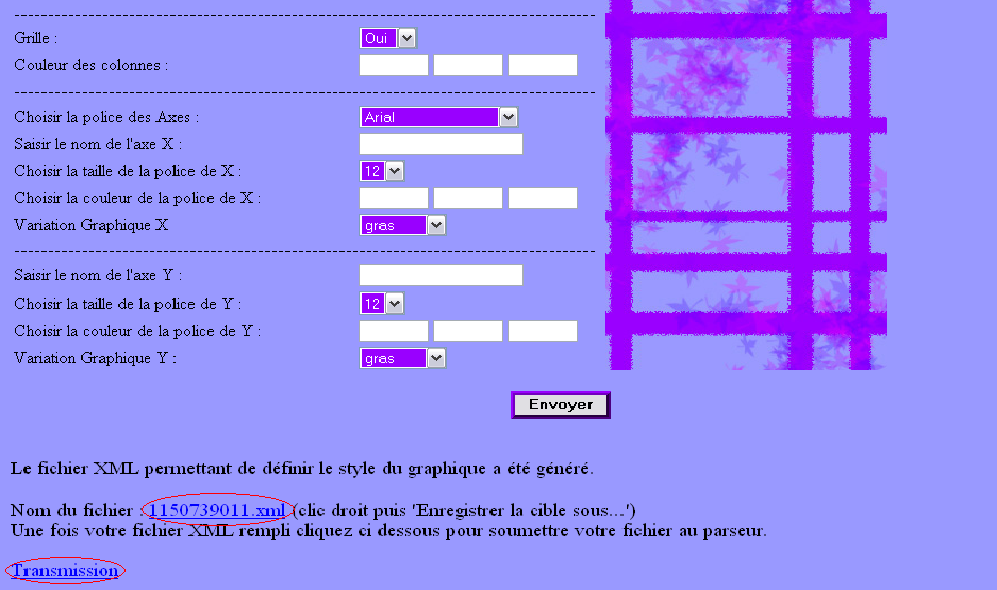 Grille : Oui
Couleur des colonnes :
Choisir la police des Axes : Arial
Saisir le nom de l'axe X :
Choisir la taille de la police de X : 12
Choisir la couleur de la police de X :
Variation Graphique X gras
Saisir le nom de l'axe Y :
Choisir la taille de la police de Y : 12
Choisir la couleur de la police de Y :
Variation Graphique Y : gras
Envoyer
Le fichier XML permettant de définir le style du graphique a été généré.
Nom du fichier : 1150739011.xml (clic droit puis 'Enregistrer la cible sous...')
Une fois votre fichier XML rempli cliquez ci dessous pour soumettre votre fichier au parseur.
Transmission